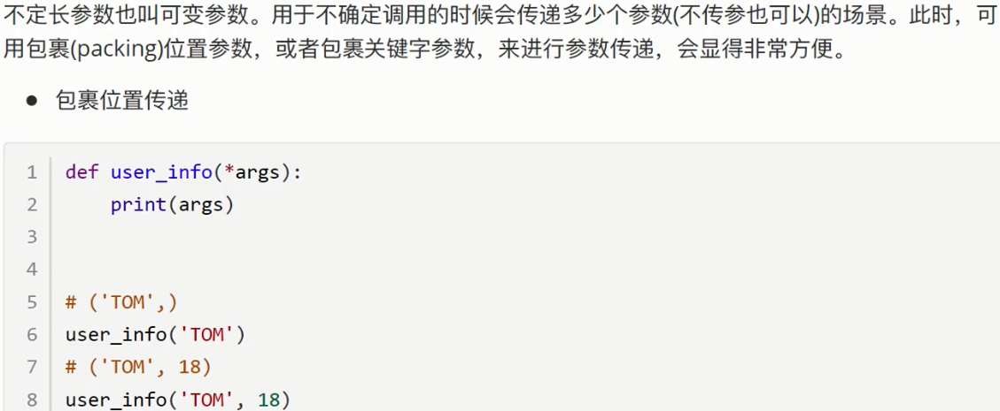 不定长参数也叫可变参数。用于不确定调用的时候会传递多少个参数(不传参也可以)的场景。此时，可
用包裹(packing)位置参数，或者包裹关键字参数，来进行参数传递，会显得非常方便。
● 包裹位置传递
1 def user_info(*args):
2     print(args)
3
4
5 # ('TOM',)
6 user_info('TOM')
7 # ('TOM', 18)
8 user_info('TOM', 18)